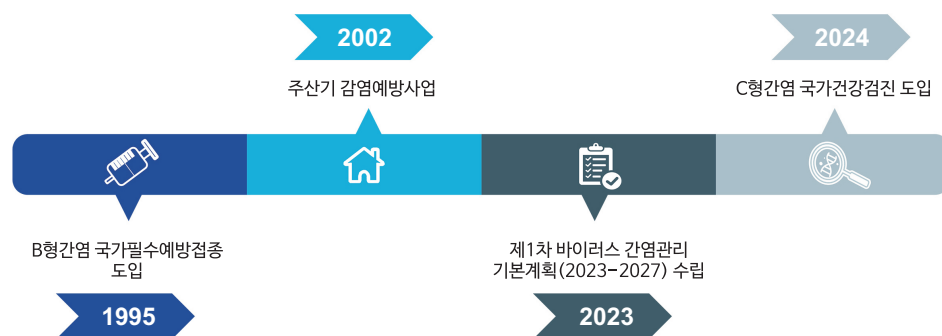 2002
주산기 감염예방사업
2024
C형간염 국가건강검진 도입
B형간염 국가필수예방접종
도입
1995
제1차 바이러스 간염관리
기본계획(2023-2027) 수립
2023